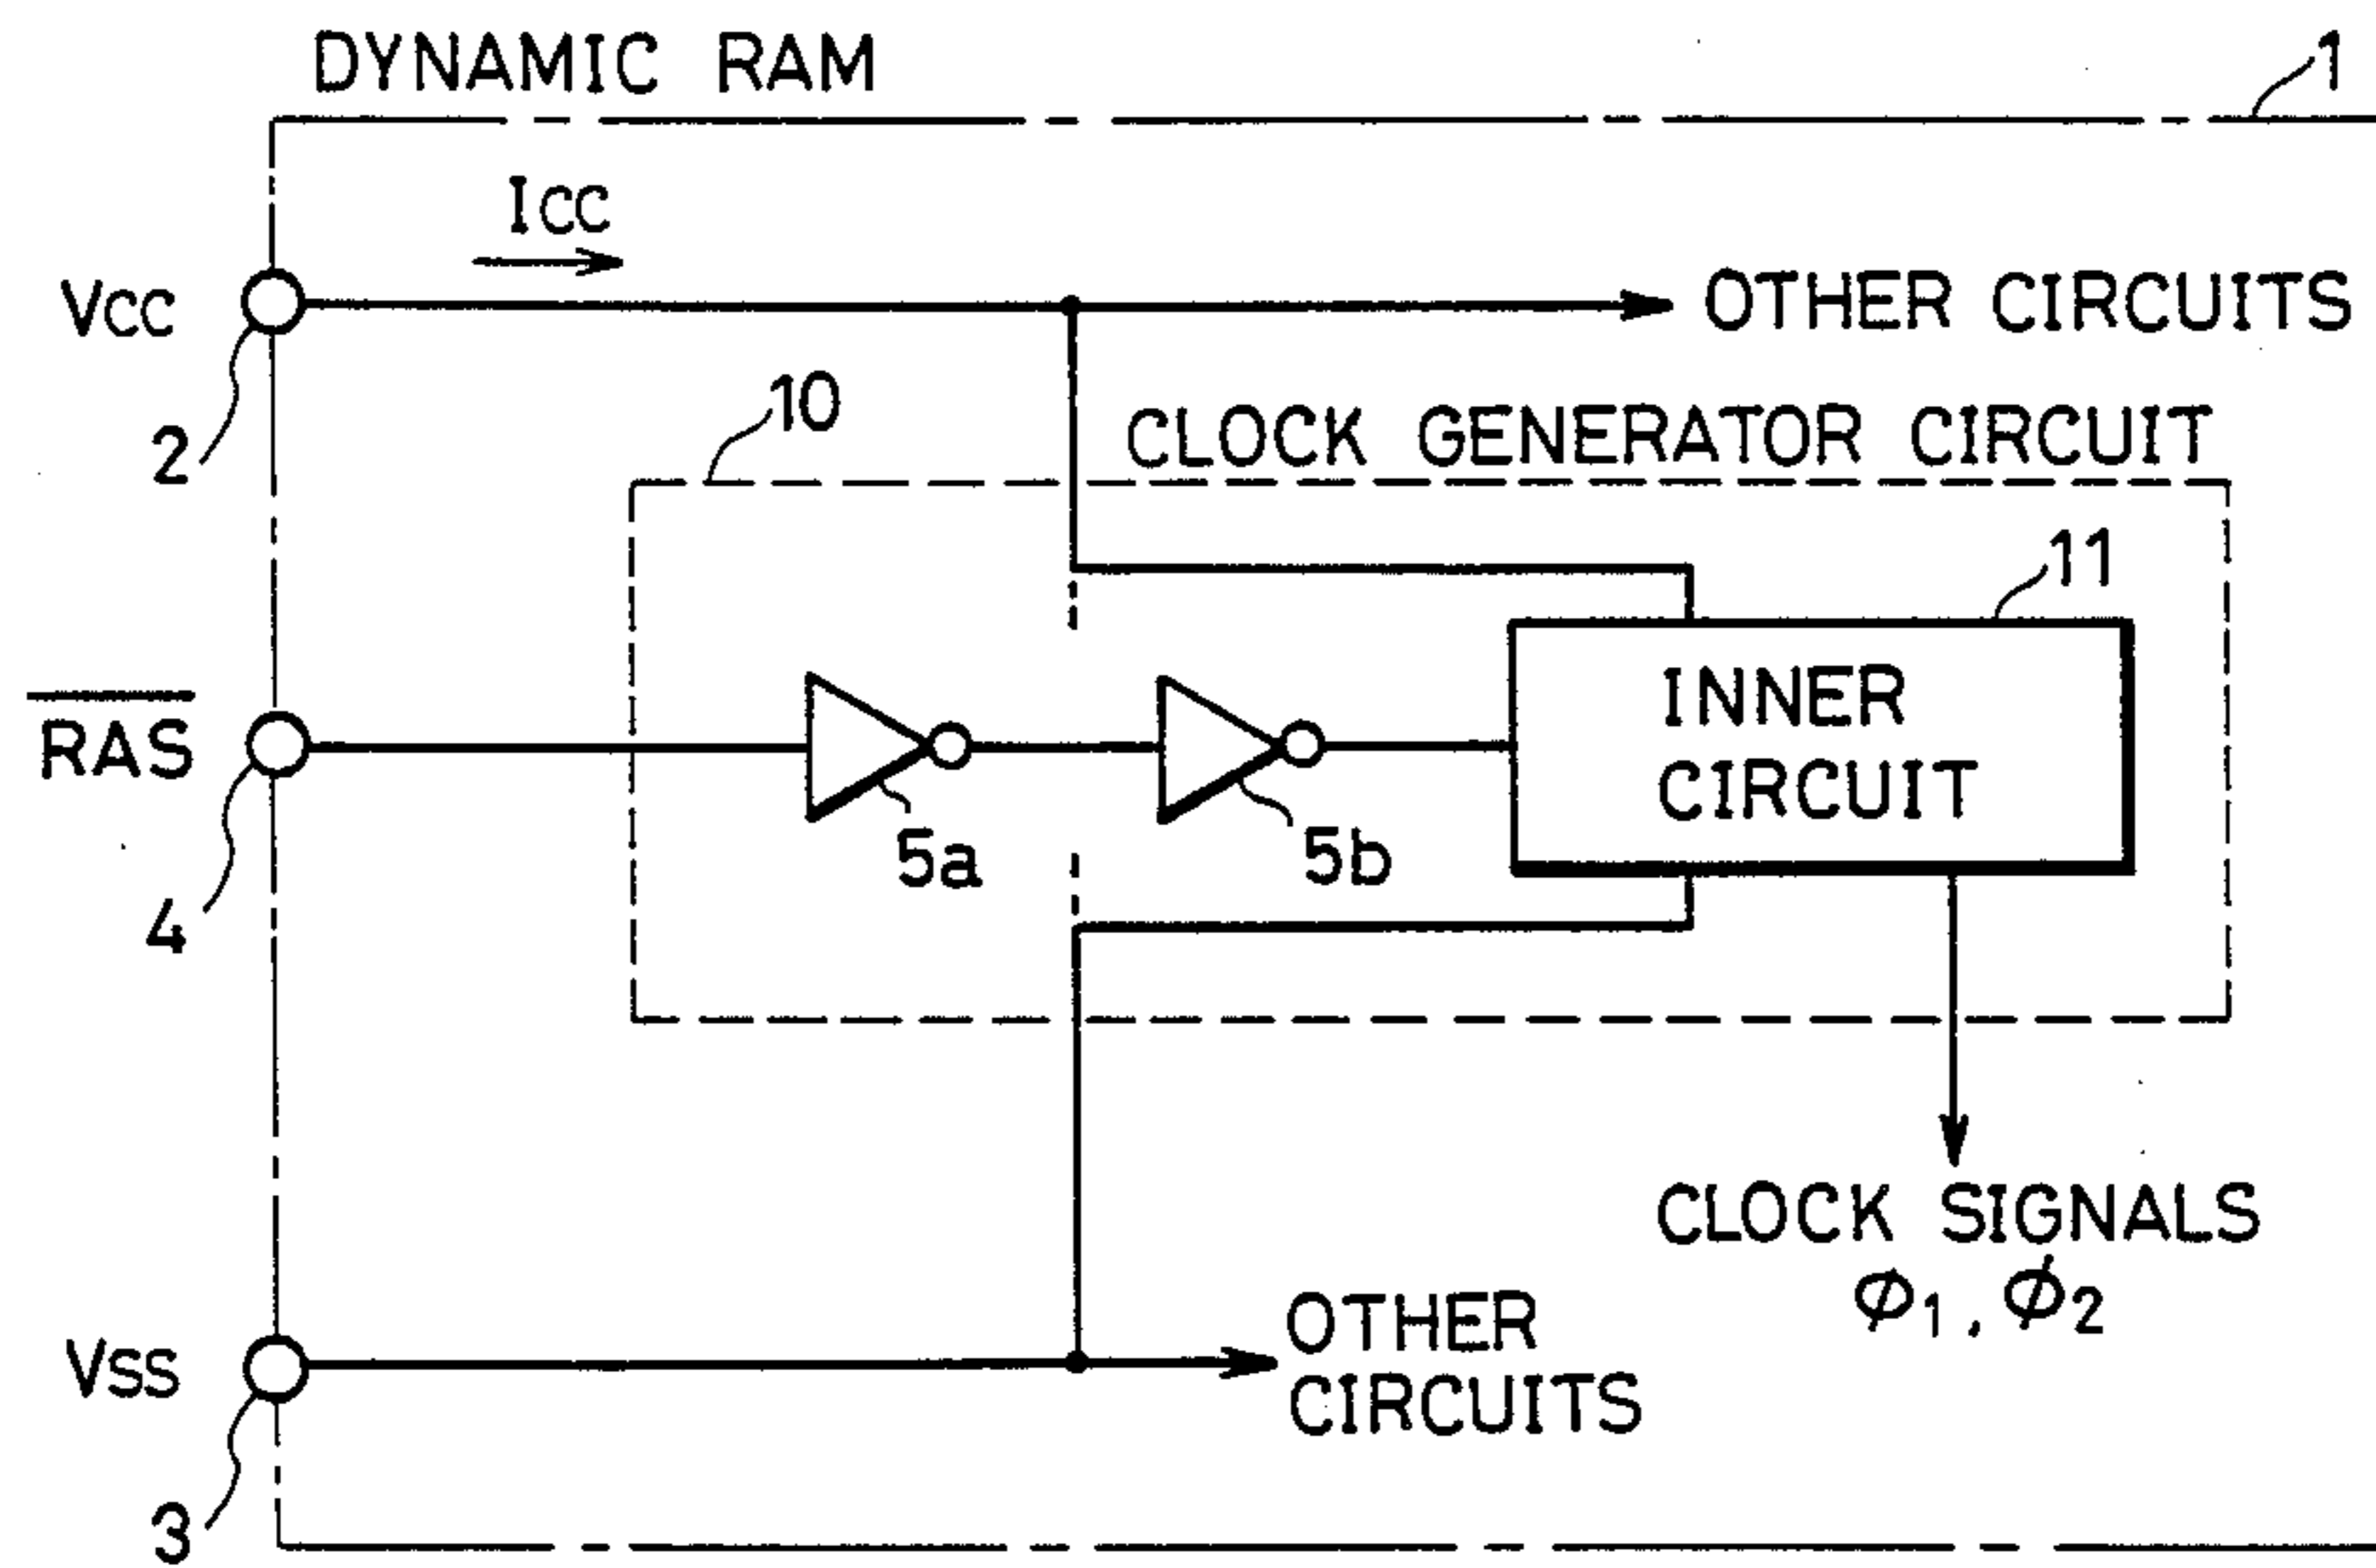 DYNAMIC RAM
1
ICC
VCC
OTHER CIRCUITS
2
10
CLOCK GENERATOR CIRCUIT
11
RAS
INNER
CIRCUIT
5a
5b
4
CLOCK SIGNALS
ϕ1, ϕ2
VSS
OTHER
CIRCUITS
3